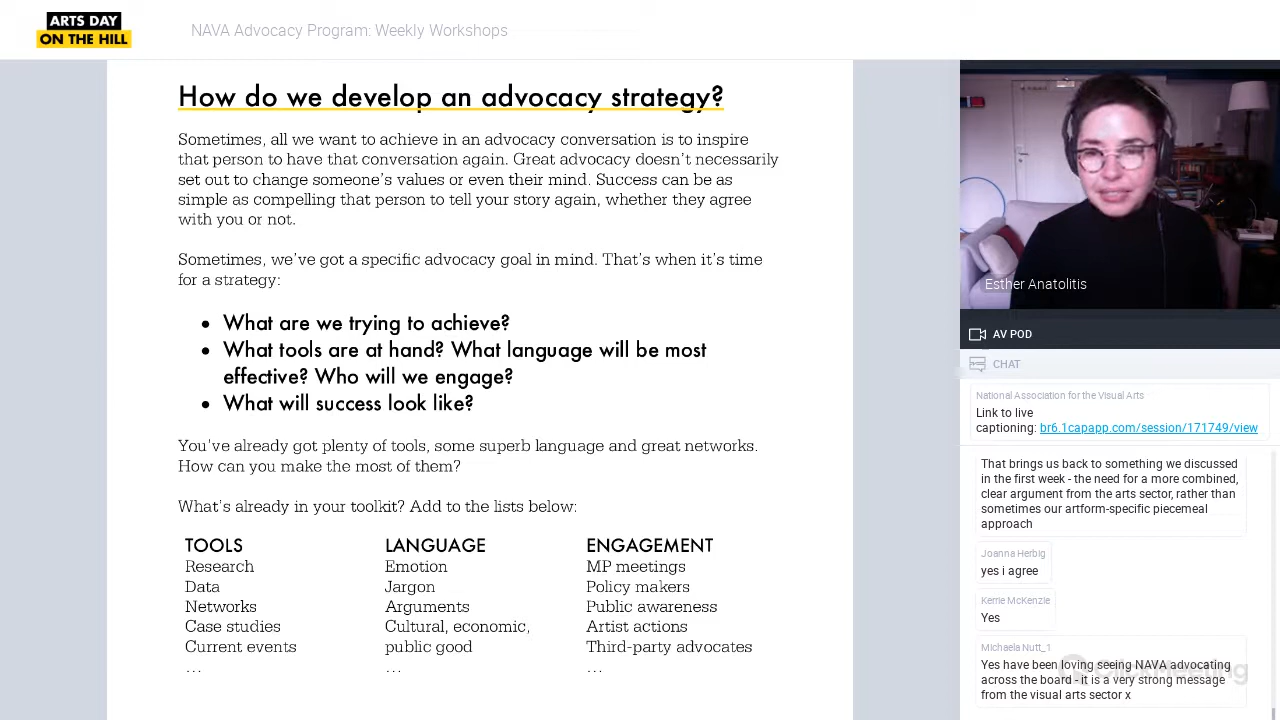 ARTS DAY
ON THE HILL
NAVA Advocacy Program: Weekly Workshops
How do we develop an advocacy strategy?
Sometimes, all we want to achieve in an advocacy conversation is to inspire
that person to have that conversation again. Great advocacy doesn't necessarily
set out to change someone's values or even their mind. Success can be as
simple as compelling that person to tell your story again, whether they agree
with you or not.
Sometimes, we've got a specific advocacy goal in mind. That's when it's time
for a strategy:
• What are we trying to achieve?
• What tools are at hand? What language will be most
effective? Who will we engage?
• What will success look like?
You've already got plenty of tools, some superb language and great networks.
How can you make the most of them?
What's already in your toolkit? Add to the lists below:
TOOLS
Research
Data
Networks
Case studies
Current events
...
LANGUAGE
Emotion
Jargon
Arguments
Cultural, economic,
public good
...
ENGAGEMENT
MP meetings
Policy makers
Public awareness
Artist actions
Third-party advocates
...
Esther Anatolitis
AV POD
CHAT
National Association for the Visual Arts
Link to live
captioning: br6.1capapp.com/session/171749/view
That brings us back to something we discussed
in the first week - the need for a more combined,
clear argument from the arts sector, rather than
sometimes our artform-specific piecemeal
approach
Joanna Herbig
yes i agree
Kerrie McKenzie
Yes
Michaela Nutt_1
Yes have been loving seeing NAVA advocating
across the board - it is a very strong message
from the visual arts sector x